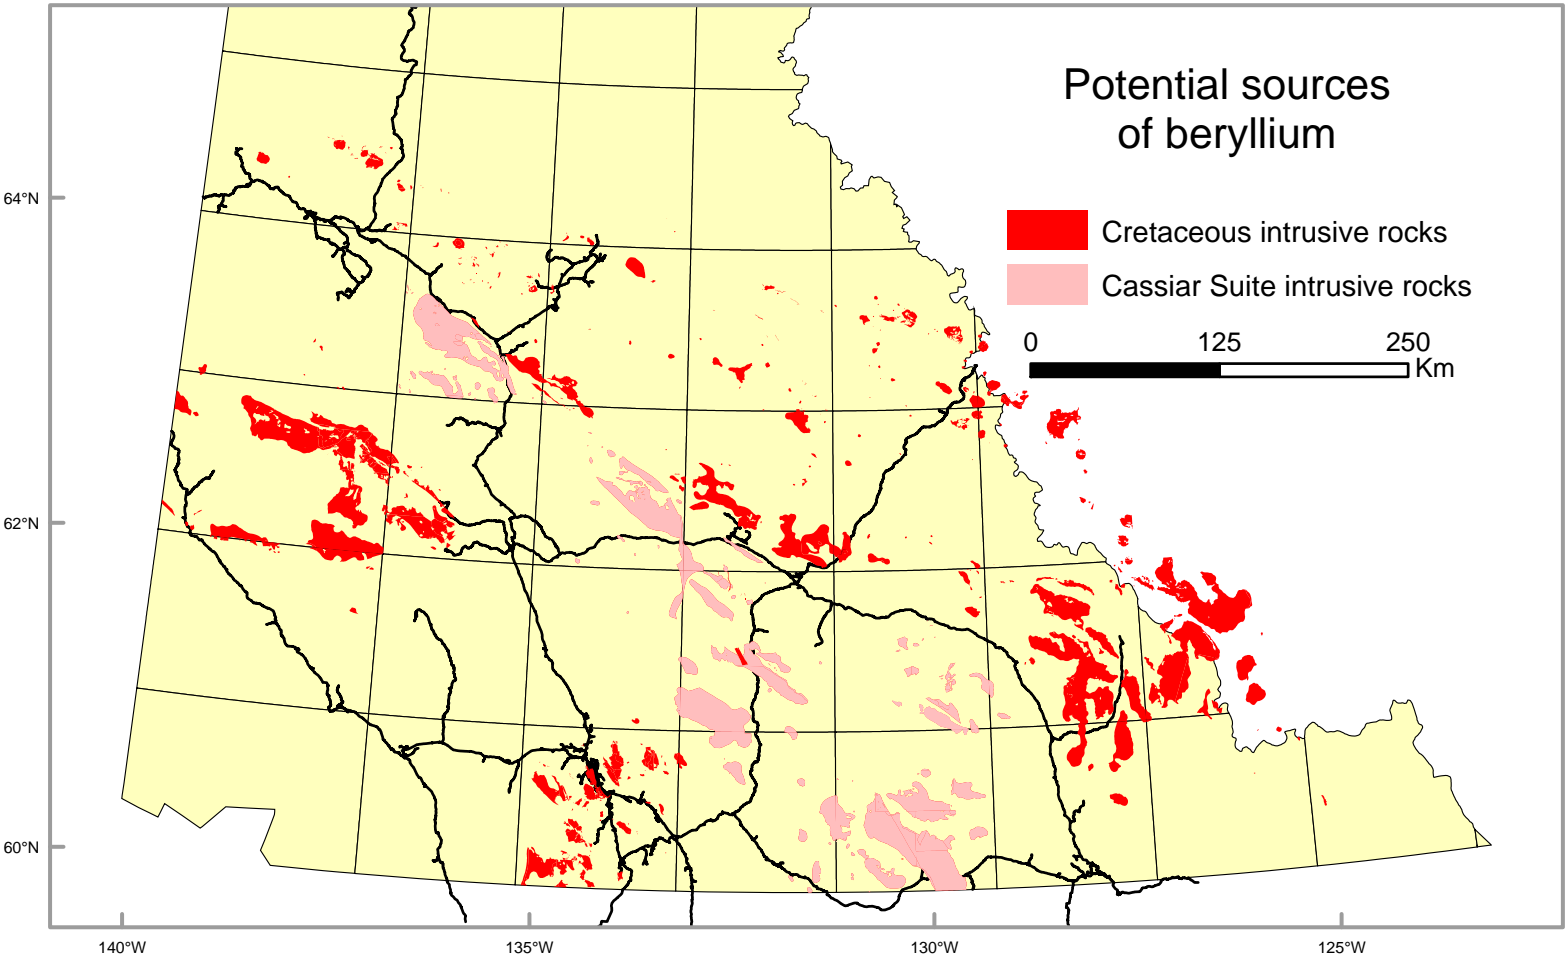 Potential sources
of beryllium
Cretaceous intrusive rocks
Cassiar Suite intrusive rocks
0 125 250
Km
64°N
62°N
60°N
140°W 135°W 130°W 125°W